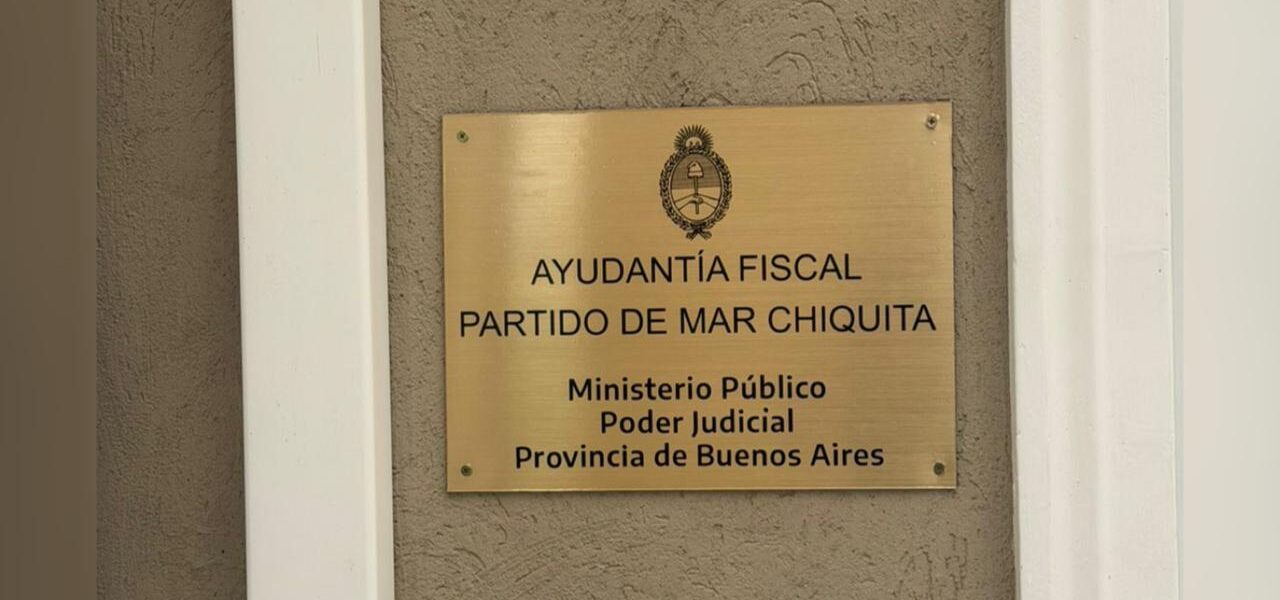 AYUDANTÍA FISCAL
PARTIDO DE MAR CHIQUITA
Ministerio Público
Poder Judicial
Provincia de Buenos Aires